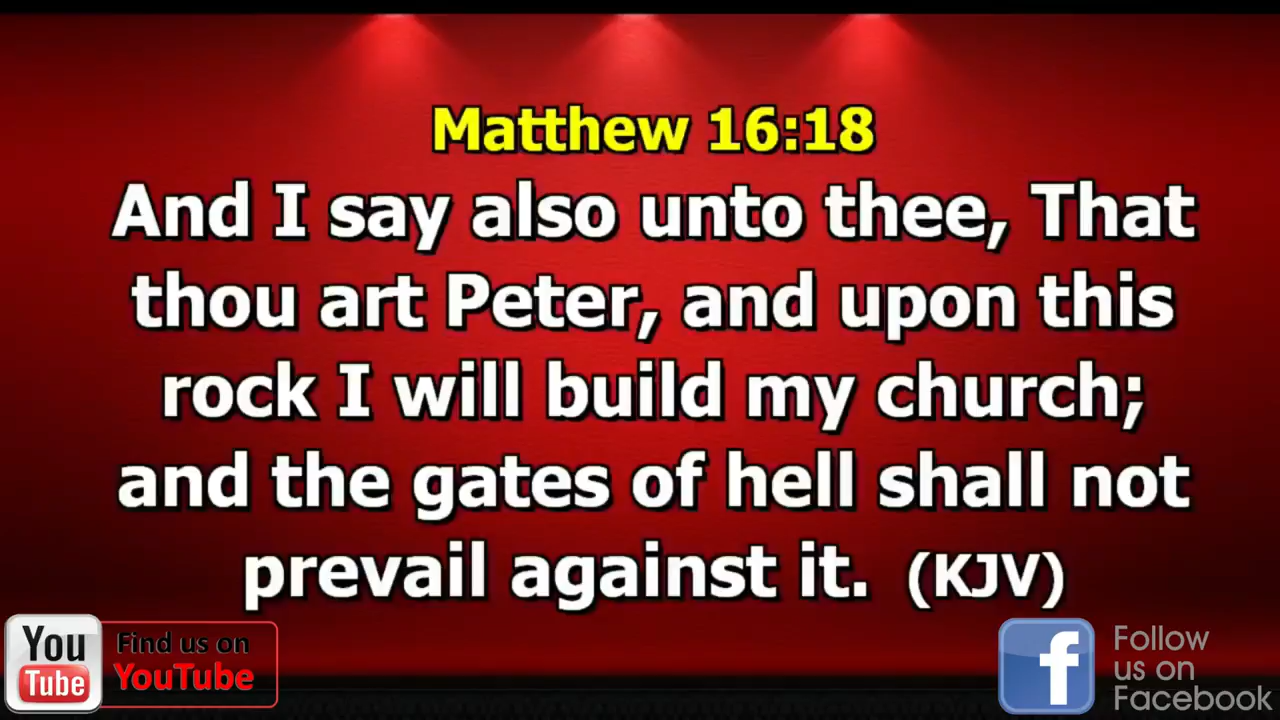 Matthew 16:18
And I say also unto thee, That
thou art Peter, and upon this
rock I will build my church;
and the gates of hell shall not
prevail against it. (KJV)
You
Tube
Find us on
YouTube
f
Follow
us on
Facebook